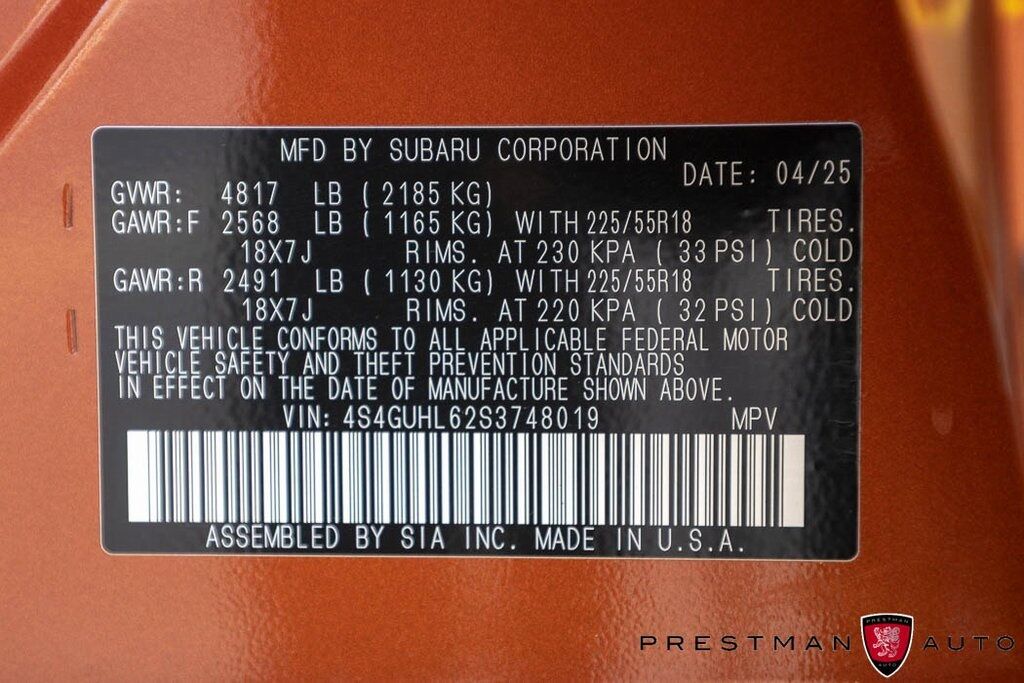 MFD BY SUBARU CORPORATION
DATE: 04/25
GVWR: 4817 LB ( 2185 KG)
GAWR:F 2568 LB ( 1165 KG) WITH 225/55R18 TIRES.
18X7J RIMS. AT 230 KPA ( 33 PSI) COLD
GAWR:R 2491 LB ( 1130 KG) WITH 225/55R18 TIRES.
18X7J RIMS. AT 220 KPA ( 32 PSI) COLD
THIS VEHICLE CONFORMS TO ALL APPLICABLE FEDERAL MOTOR
VEHICLE SAFETY AND THEFT PREVENTION STANDARDS
IN EFFECT ON THE DATE OF MANUFACTURE SHOWN ABOVE.
VIN: 4S4GUHL62S3748019 MPV
ASSEMBLED BY SIA INC. MADE IN U.S.A.
PRESTMAN AUTO
PRESTMAN
AUTO